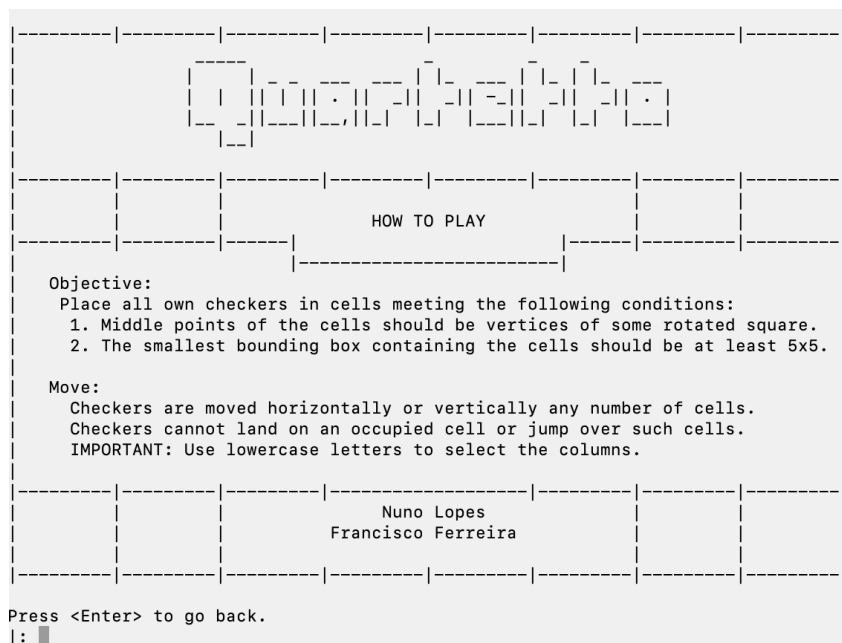 Quartetto
HOW TO PLAY
Objective:
Place all own checkers in cells meeting the following conditions:
1. Middle points of the cells should be vertices of some rotated square.
2. The smallest bounding box containing the cells should be at least 5x5.
Move:
Checkers are moved horizontally or vertically any number of cells.
Checkers cannot land on an occupied cell or jump over such cells.
IMPORTANT: Use lowercase letters to select the columns.
Nuno Lopes
Francisco Ferreira
Press <Enter> to go back.
|: